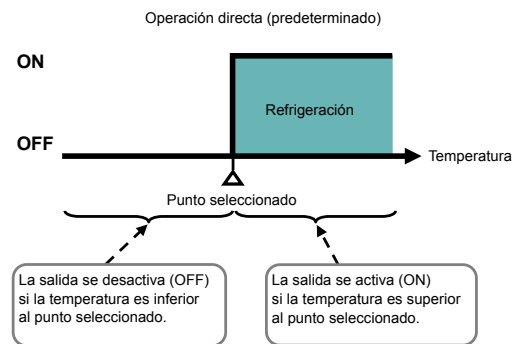 Operación directa (predeterminado)
ON
Refrigeración
OFF
Temperatura
Punto seleccionado
La salida se desactiva (OFF)
si la temperatura es inferior
al punto seleccionado.
La salida se activa (ON)
si la temperatura es superior
al punto seleccionado.